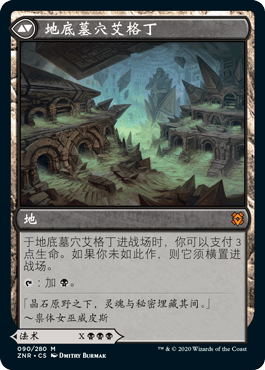 地底墓穴艾格丁
地
于地底墓穴艾格丁进战场时，你可以支付3
点生命。如果你未如此作，则它须横置进
战场。
：加。
「晶石原野之下，灵魂与秘密埋藏其间。」
～祟体女巫威皮斯
法术 X
090/280 M
ZNR • CS DMITRY BURMAK
™ & © 2020 Wizards of the Coast